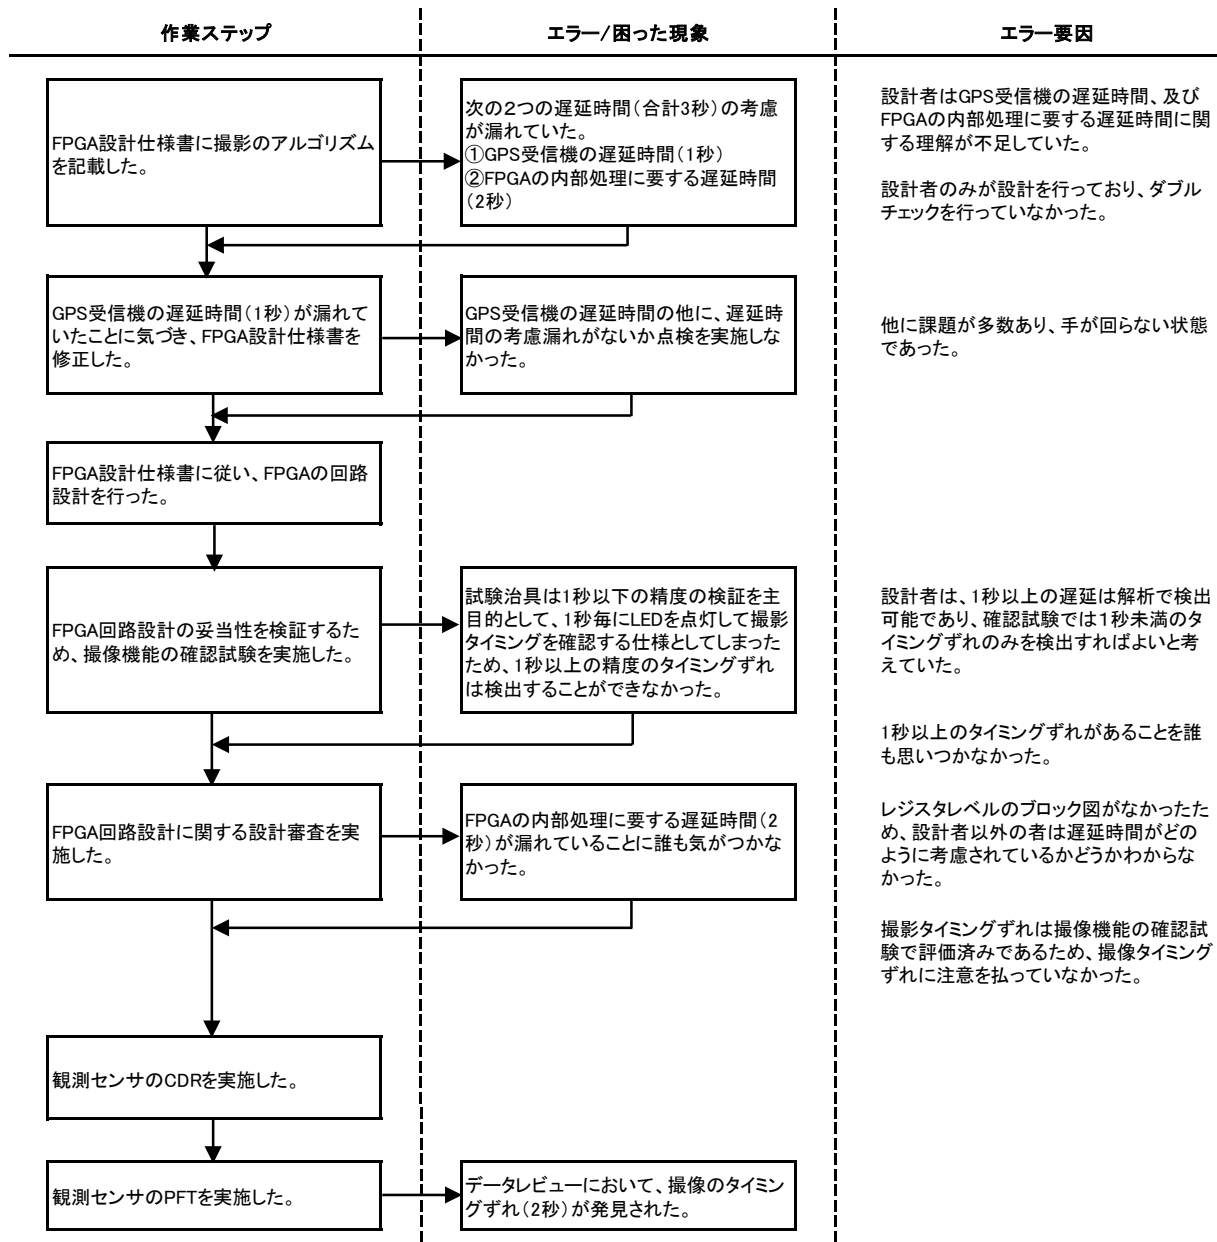 作業ステップ
エラー/困った現象
エラー要因
FPGA設計仕様書に撮影のアルゴリズム
を記載した。
次の2つの遅延時間(合計3秒)の考慮
が漏れていた。
①GPS受信機の遅延時間(1秒)
②FPGAの内部処理に要する遅延時間
(2秒)
設計者はGPS受信機の遅延時間、及び
FPGAの内部処理に要する遅延時間に関
する理解が不足していた。
設計者のみが設計を行っており、ダブル
チェックを行っていなかった。
GPS受信機の遅延時間(1秒)が漏れて
いたことに気づき、FPGA設計仕様書を
修正した。
GPS受信機の遅延時間の他に、遅延時
間の考慮漏れがないか点検を実施しな
かった。
他に課題が多数あり、手が回らない状態
であった。
FPGA設計仕様書に従い、FPGAの回路
設計を行った。
FPGA回路設計の妥当性を検証するた
め、撮像機能の確認試験を実施した。
試験治具は1秒以下の精度の検証を主
目的として、1秒毎にLEDを点灯して撮影
タイミングを確認する仕様としてしまった
ため、1秒以上の精度のタイミングずれ
は検出することができなかった。
設計者は、1秒以上の遅延は解析で検出
可能であり、確認試験では1秒未満のタ
イミングずれのみを検出すればよいと考
えていた。
1秒以上のタイミングずれがあることを誰
も思いつかなかった。
FPGA回路設計に関する設計審査を実
施した。
FPGAの内部処理に要する遅延時間(2
秒)が漏れていることに誰も気がつかな
かった。
レジスタレベルのブロック図がなかったた
め、設計者以外の者は遅延時間がどの
ように考慮されているかどうかわからな
かった。
撮影タイミングずれは撮像機能の確認試
験で評価済みであるため、撮像タイミング
ずれに注意を払っていなかった。
観測センサのCDRを実施した。
観測センサのPFTを実施した。
データレビューにおいて、撮像のタイミン
グずれ(2秒)が発見された。